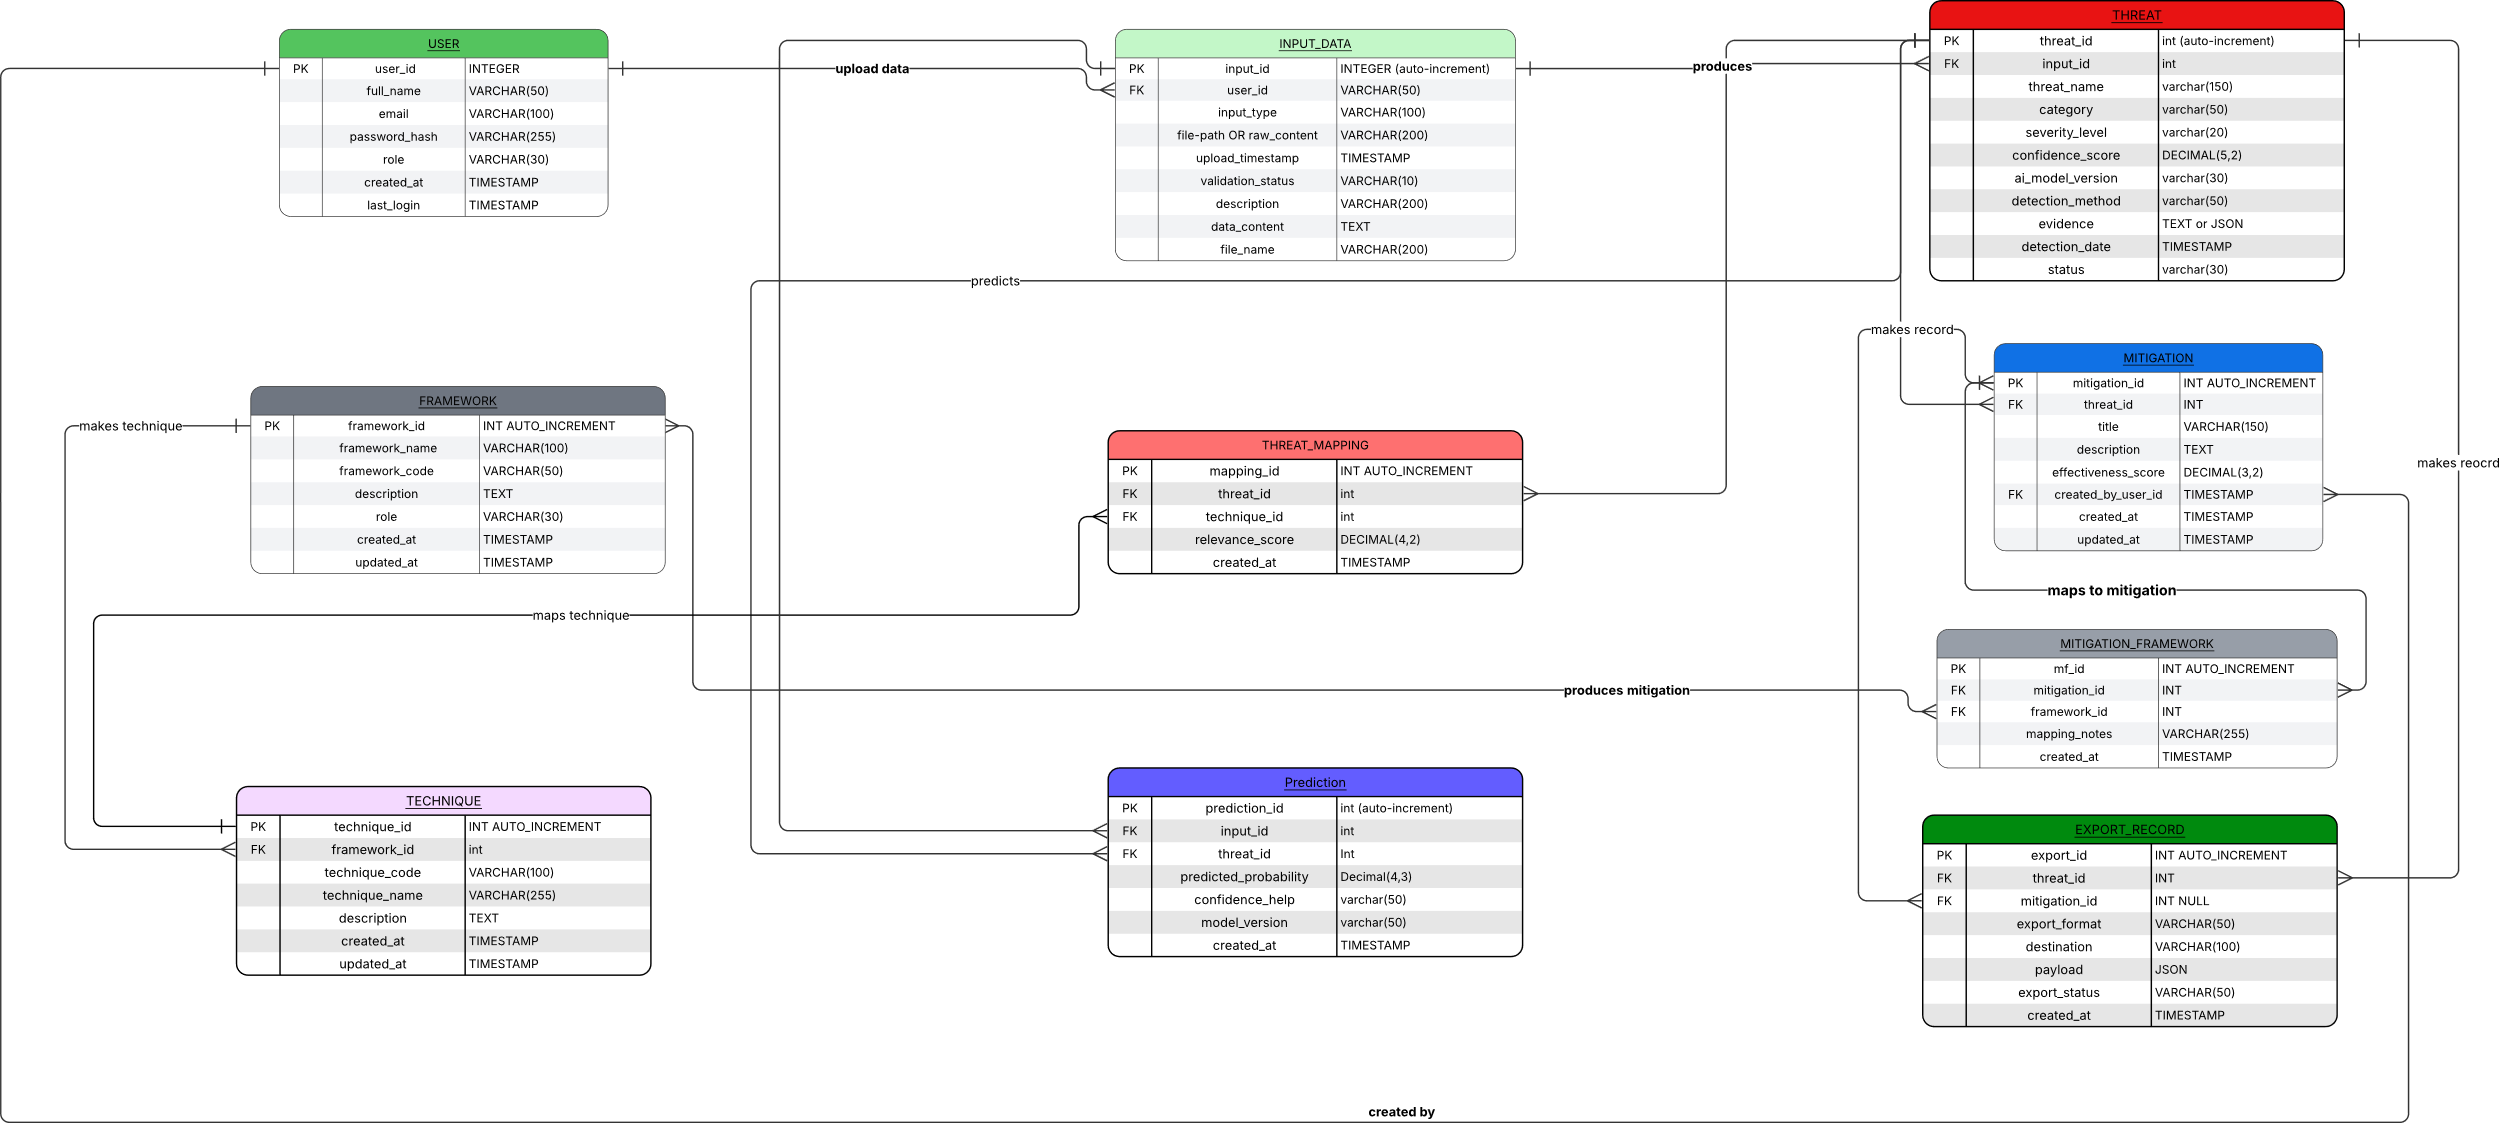 USER
PK user_id INTEGER
full_name VARCHAR(50)
email VARCHAR(100)
password_hash VARCHAR(255)
role VARCHAR(30)
created_at TIMESTAMP
last_login TIMESTAMP
upload data
INPUT_DATA
PK input_id INTEGER (auto-increment)
FK user_id VARCHAR(50)
input_type VARCHAR(100)
file-path OR raw_content VARCHAR(200)
upload_timestamp TIMESTAMP
validation_status VARCHAR(10)
description VARCHAR(200)
data_content TEXT
file_name VARCHAR(200)
produces
THREAT
PK threat_id int (auto-increment)
FK input_id int
threat_name varchar(150)
category varchar(50)
severity_level varchar(20)
confidence_score DECIMAL(5,2)
ai_model_version varchar(30)
detection_method varchar(50)
evidence TEXT or JSON
detection_date TIMESTAMP
status varchar(30)
predicts
makes record
makes technique
FRAMEWORK
PK framework_id INT AUTO_INCREMENT
framework_name VARCHAR(100)
framework_code VARCHAR(50)
description TEXT
role VARCHAR(30)
created_at TIMESTAMP
updated_at TIMESTAMP
THREAT_MAPPING
PK mapping_id INT AUTO_INCREMENT
FK threat_id int
FK technique_id int
relevance_score DECIMAL(4,2)
created_at TIMESTAMP
MITIGATION
PK mitigation_id INT AUTO_INCREMENT
FK threat_id INT
title VARCHAR(150)
description TEXT
effectiveness_score DECIMAL(3,2)
FK created_by_user_id TIMESTAMP
created_at TIMESTAMP
updated_at TIMESTAMP
makes reocrd
maps to mitigation
maps technique
produces mitigation
MITIGATION_FRAMEWORK
PK mf_id INT AUTO_INCREMENT
FK mitigation_id INT
FK framework_id INT
mapping_notes VARCHAR(255)
created_at TIMESTAMP
TECHNIQUE
PK technique_id INT AUTO_INCREMENT
FK framework_id int
technique_code VARCHAR(100)
technique_name VARCHAR(255)
description TEXT
created_at TIMESTAMP
updated_at TIMESTAMP
Prediction
PK prediction_id int (auto-increment)
FK input_id int
FK threat_id Int
predicted_probability Decimal(4,3)
confidence_help varchar(50)
model_version varchar(50)
created_at TIMESTAMP
EXPORT_RECORD
PK export_id INT AUTO_INCREMENT
FK threat_id INT
FK mitigation_id INT NULL
export_format VARCHAR(50)
destination VARCHAR(100)
payload JSON
export_status VARCHAR(50)
created_at TIMESTAMP
created by